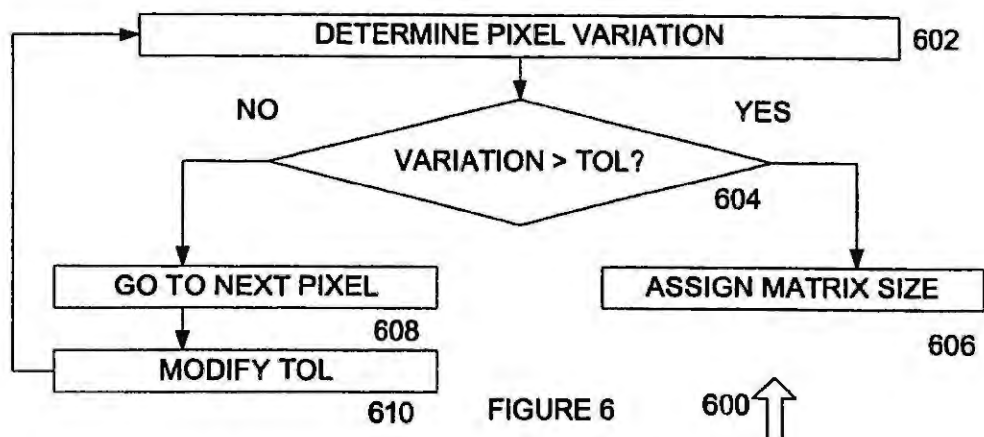 DETERMINE PIXEL VARIATION
602
NO
YES
VARIATION > TOL?
604
GO TO NEXT PIXEL
608
ASSIGN MATRIX SIZE
606
MODIFY TOL
610
FIGURE 6
600